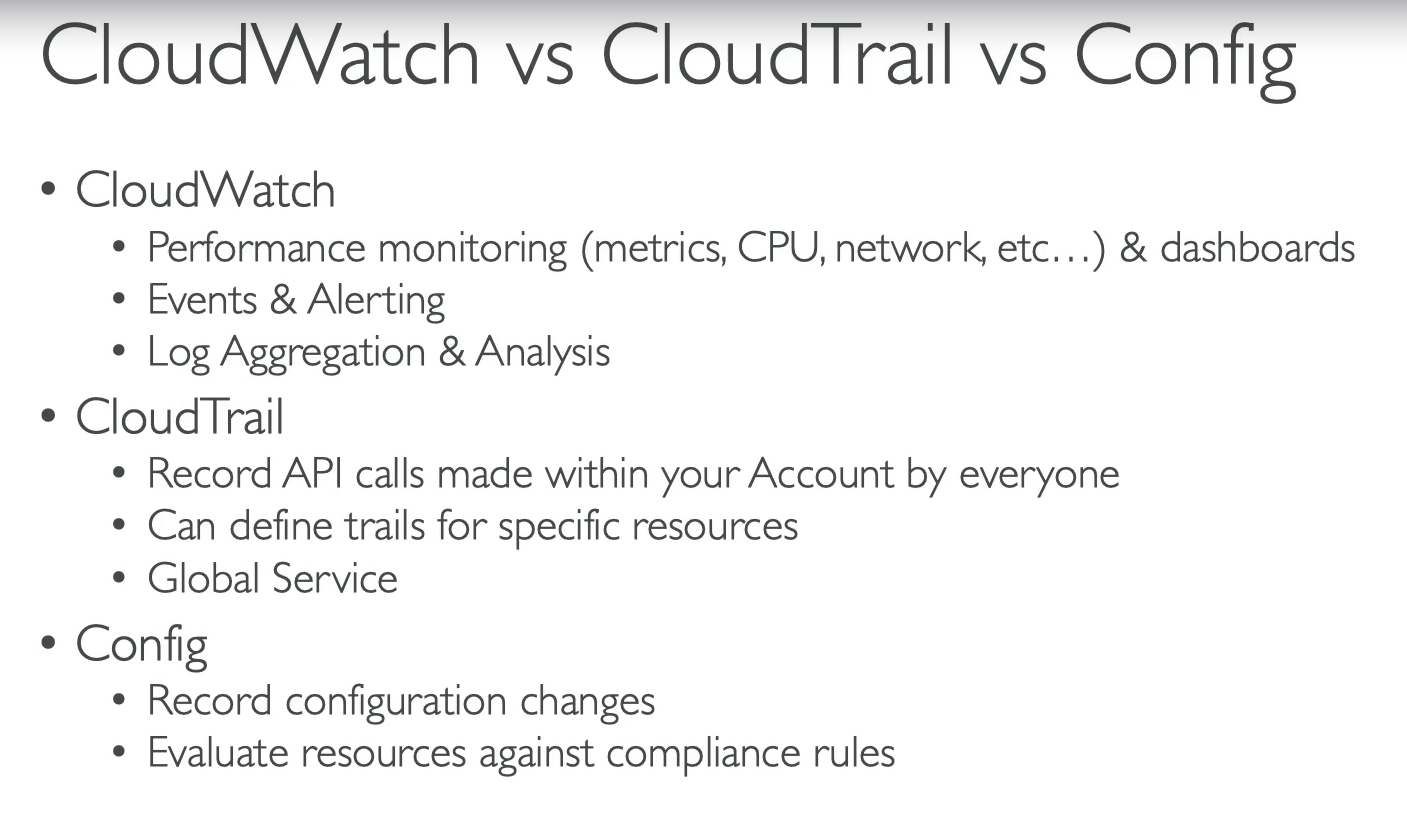 CloudWatch vs CloudTrail vs Config
• CloudWatch
• Performance monitoring (metrics, CPU, network, etc…) & dashboards
• Events & Alerting
• Log Aggregation & Analysis
• CloudTrail
• Record API calls made within your Account by everyone
• Can define trails for specific resources
• Global Service
• Config
• Record configuration changes
• Evaluate resources against compliance rules